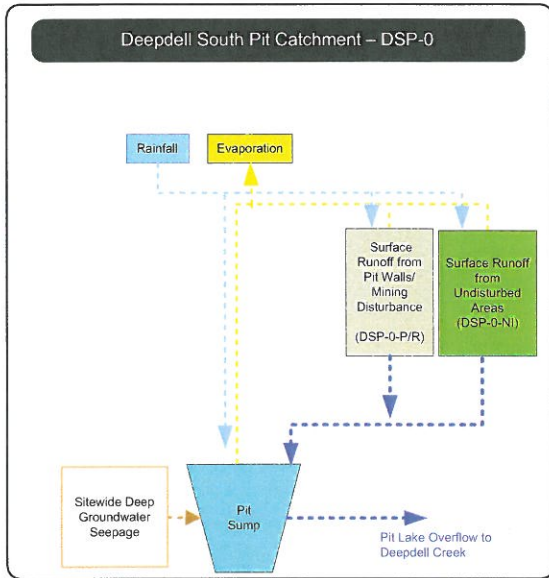 Deepdell South Pit Catchment – DSP-0
Rainfall
Evaporation
Surface
Runoff from
Pit Walls/
Mining
Disturbance
(DSP-0-P/R)
Surface Runoff
from
Undisturbed
Areas
(DSP-0-NI)
Sitewide Deep
Groundwater
Seepage
Pit
Sump
Pit Lake Overflow to
Deepdell Creek